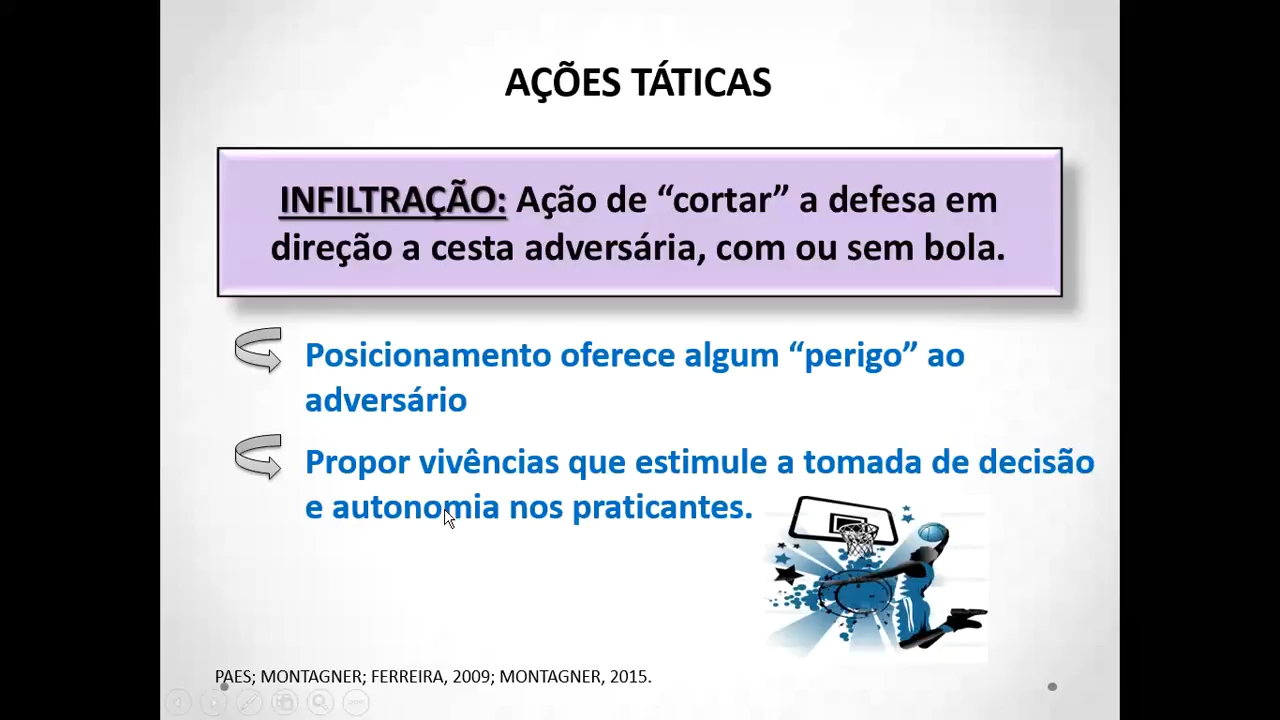 AÇÕES TÁTICAS
INFILTRAÇÃO: Ação de “cortar” a defesa em
direção a cesta adversária, com ou sem bola.
Posicionamento oferece algum “perigo” ao
adversário
Propor vivências que estimule a tomada de decisão
e autonomia nos praticantes.
PAES; MONTAGNER; FERREIRA, 2009; MONTAGNER, 2015.